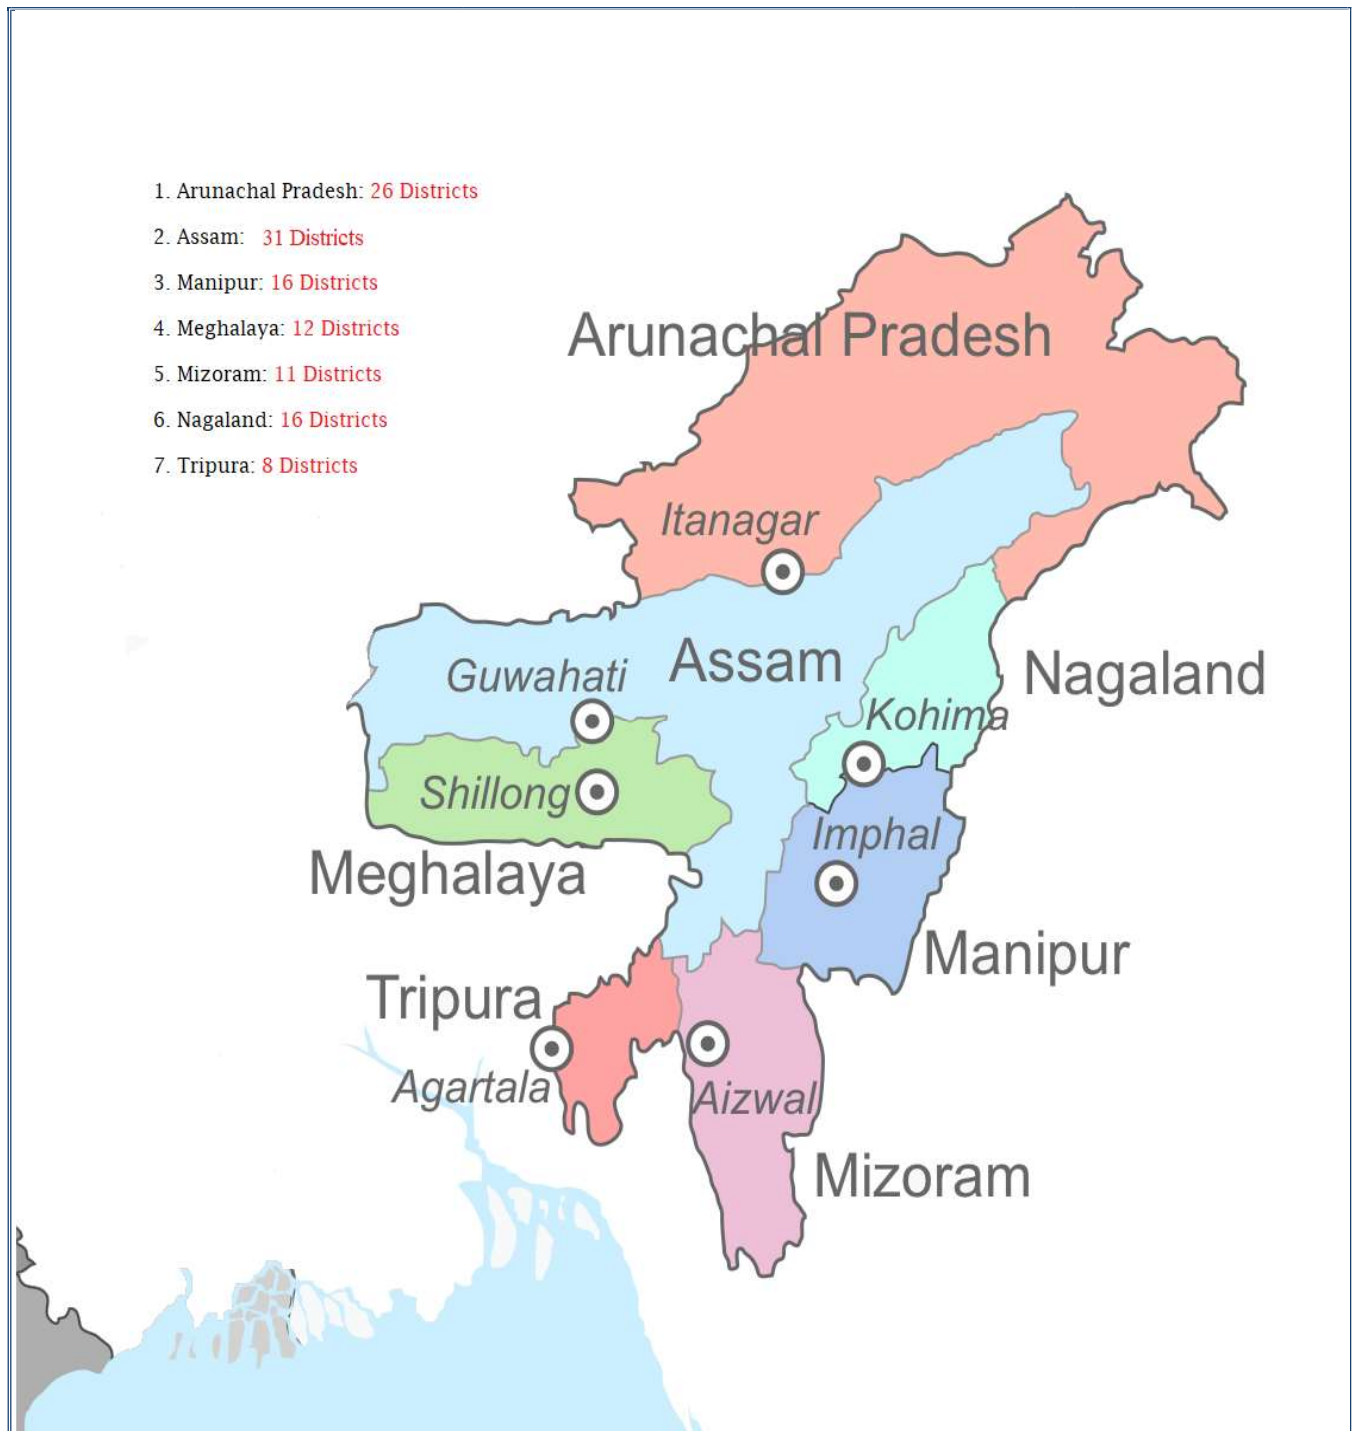 1. Arunachal Pradesh: 26 Districts
2. Assam: 31 Districts
3. Manipur: 16 Districts
4. Meghalaya: 12 Districts
5. Mizoram: 11 Districts
6. Nagaland: 16 Districts
7. Tripura: 8 Districts
Arunachal Pradesh
Itanagar
Assam
Guwahati
Nagaland
Kohima
Shillong
Imphal
Meghalaya
Manipur
Tripura
Agartala
Aizwal
Mizoram